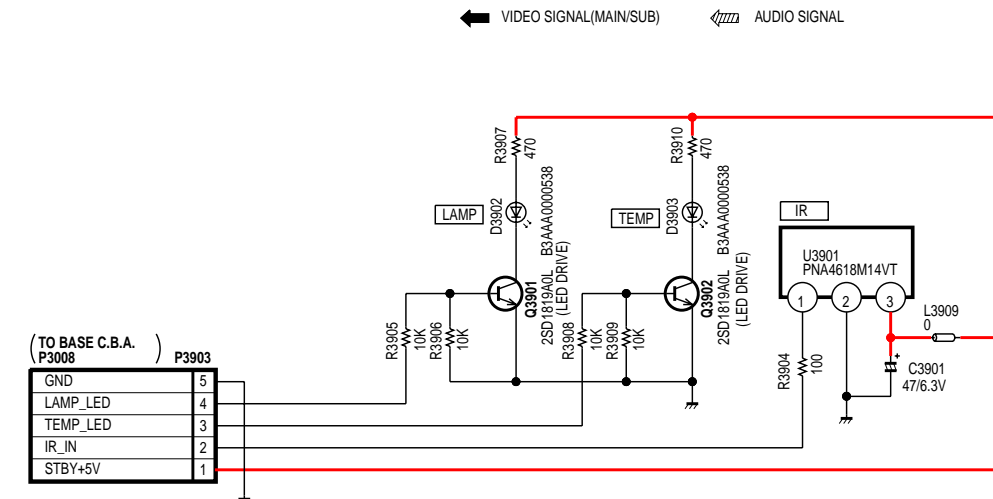 VIDEO SIGNAL(MAIN/SUB)
AUDIO SIGNAL
R3907
470
R3910
470
LAMP
D3902
B3AAA0000538
TEMP
D3903
B3AAA0000538
IR
U3901
PNA4618M14VT
1
2
3
Q3901
2SD1819A0L
(LED DRIVE)
Q3902
2SD1819A0L
(LED DRIVE)
L3909
0
R3905
10K
R3906
10K
R3908
10K
R3909
10K
R3904
100
+
C3901
47/6.3V
(TO BASE C.B.A.
P3008)
P3903
GND 5
LAMP_LED 4
TEMP_LED 3
IR_IN 2
STBY+5V 1